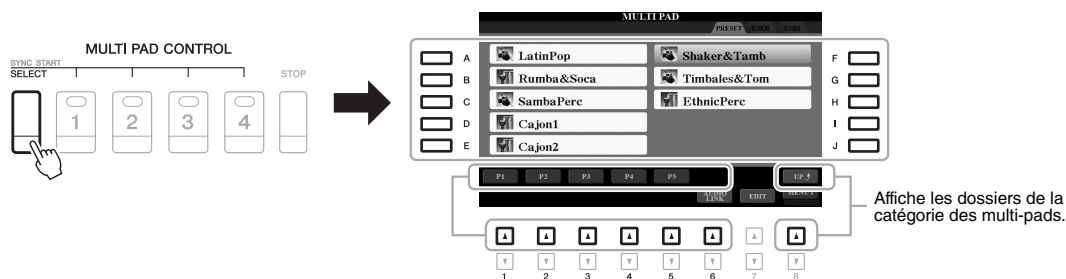 MULTI PAD CONTROL
SYNC START
SELECT
STOP
1 2 3 4
MULTI PAD
PRESET USER USB1
A LatinPop
B Rumba&Soca
C SambaPerc
D Cajon1
E Cajon2
Shaker&Tamb F
Timbales&Tom G
EthnicPerc H
I
J
P1 P2 P3 P4 P5 UP
AUDIO LINK EDIT MENU1
Affiche les dossiers de la
catégorie des multi-pads.
1 2 3 4 5 6 7 8